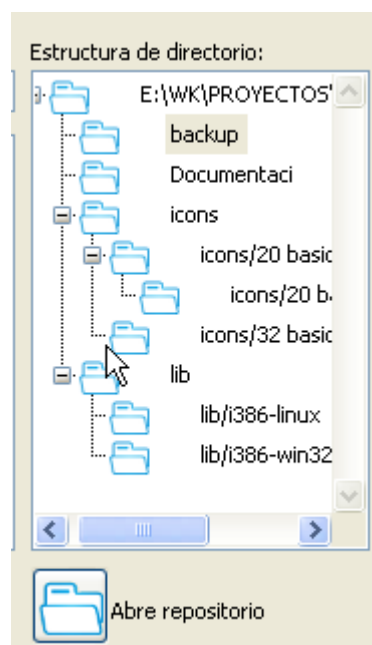 Estructura de directorio:
E:\WK\PROYECTOS
backup
Documentaci
icons
icons/20 basic
icons/20 b
icons/32 basic
lib
lib/i386-linux
lib/i386-win32
Abre repositorio